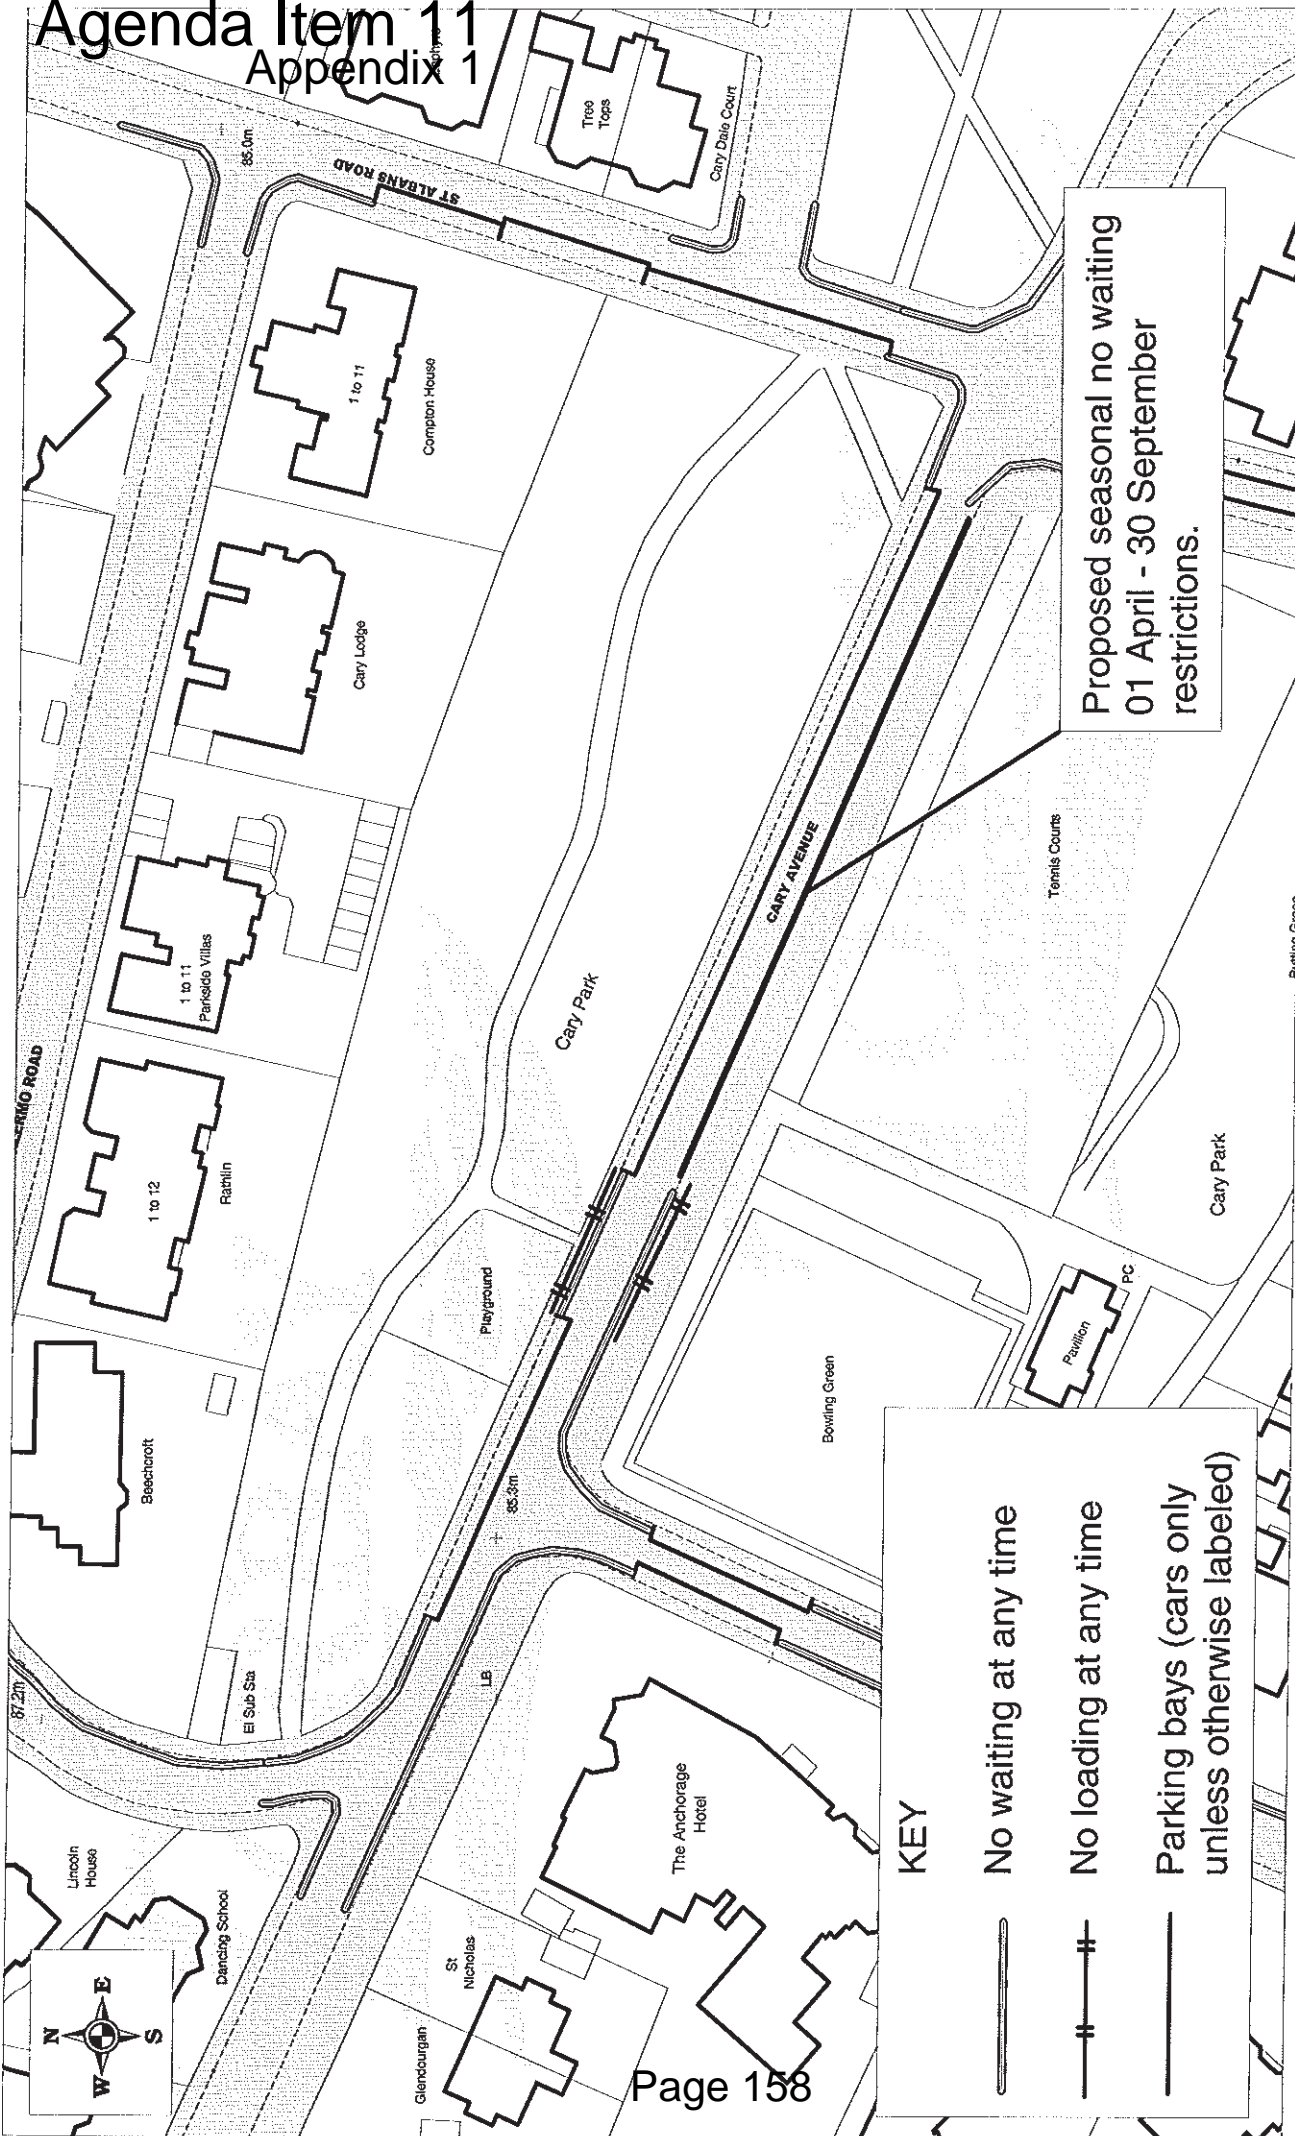 Agenda Item 11
Appendix 1
Tree
Tops
Cary Dale Court
85.0m
ST ALBANS ROAD
1 to 11
Compton House
Cary Lodge
1 to 11
Parkside Villas
ERMO ROAD
1 to 12
Rathlin
Beechcroft
Cary Park
CARY AVENUE
Proposed seasonal no waiting
01 April - 30 September
restrictions.
Tennis Courts
Playground
Cary Park
PC
Pavilion
Bowling Green
85.3m
LB
El Sub Sta
87.2m
Lincoln
House
Dancing School
The Anchorage
Hotel
St
Nicholas
Glendourgan
N
W
E
S
KEY
No waiting at any time
No loading at any time
Parking bays (cars only
unless otherwise labeled)
Page 158